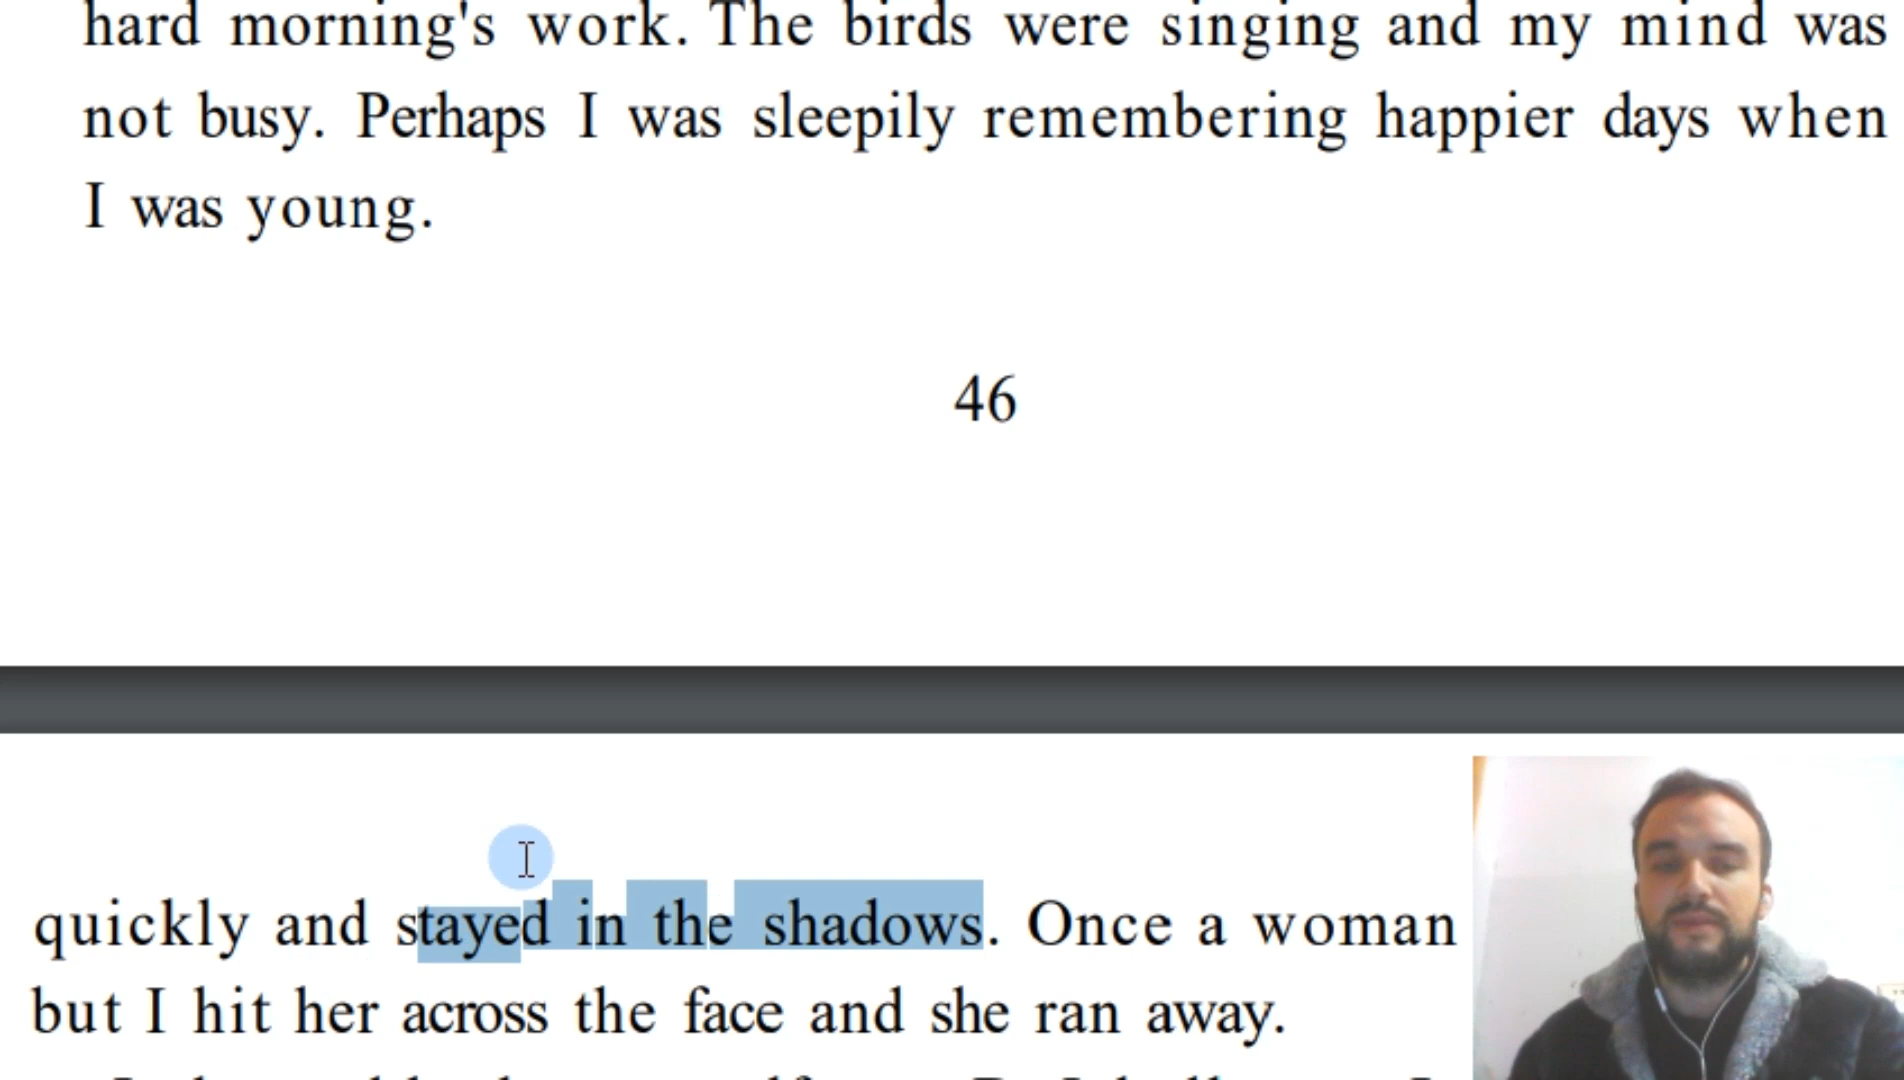 hard morning's work. The birds were singing and my mind was
not busy. Perhaps I was sleepily remembering happier days when
I was young.
46
quickly and stayed in the shadows. Once a woman
but I hit her across the face and she ran away.